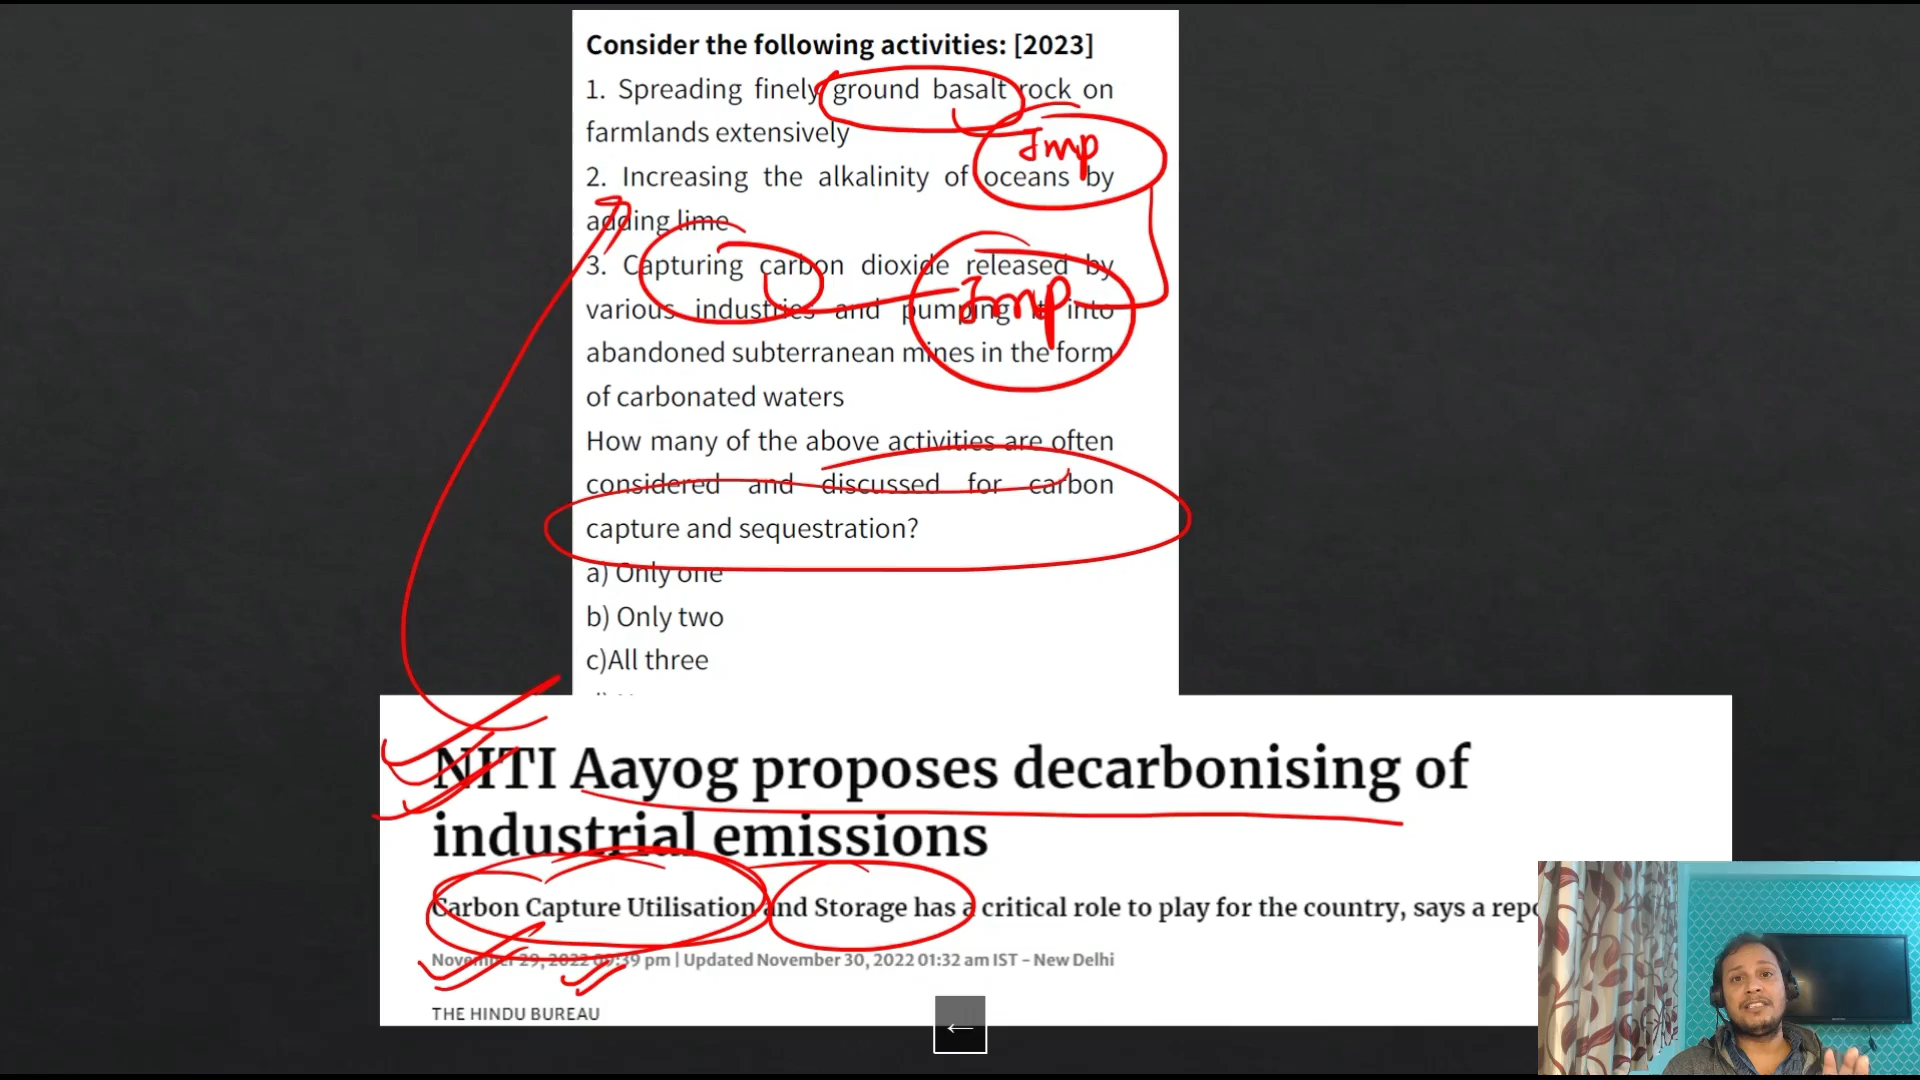 Consider the following activities: [2023]
1. Spreading finely ground basalt rock on
farmlands extensively
Imp
2. Increasing the alkalinity of oceans by
adding lime
3. Capturing carbon dioxide released by
Imp
various industries and pumping it into
abandoned subterranean mines in the form
of carbonated waters
How many of the above activities are often
considered and discussed for carbon
capture and sequestration?
a) Only one
b) Only two
c)All three
NITI Aayog proposes decarbonising of
industrial emissions
Carbon Capture Utilisation and Storage has a critical role to play for the country, says a repo
November 29, 2022 09:39 pm | Updated November 30, 2022 01:32 am IST - New Delhi
THE HINDU BUREAU